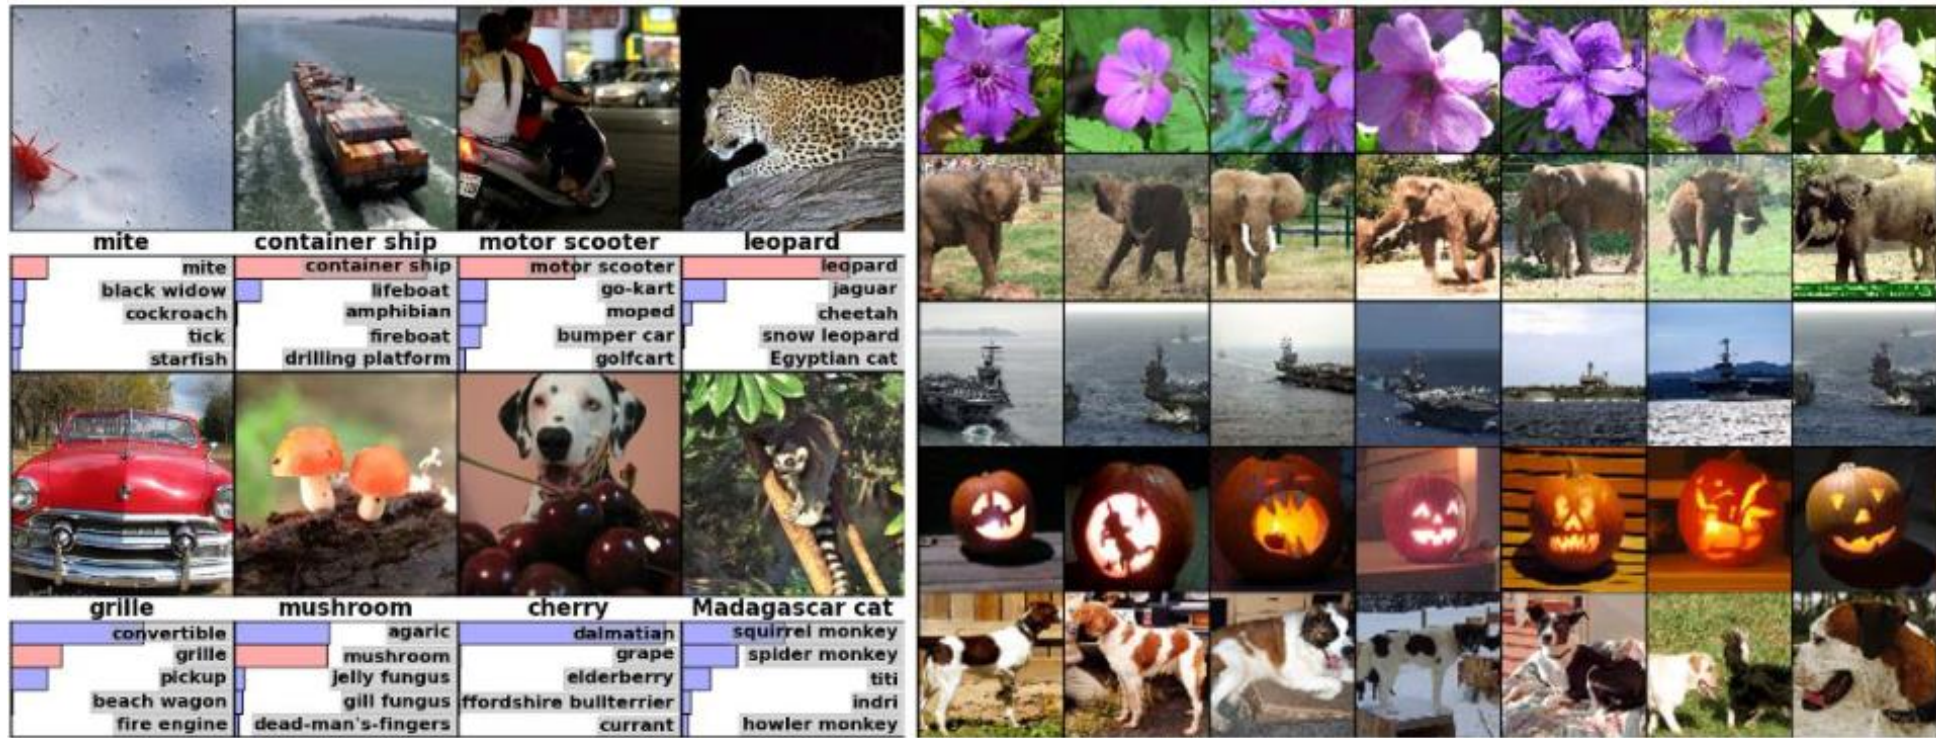 mite
container ship
motor scooter
leopard
mite
black widow
cockroach
tick
starfish
container ship
lifeboat
amphibian
fireboat
drilling platform
motor scooter
go-kart
moped
bumper car
golfcart
leopard
jaguar
cheetah
snow leopard
Egyptian cat
grille
mushroom
cherry
Madagascar cat
convertible
grille
pickup
beach wagon
fire engine
agaric
mushroom
jelly fungus
gill fungus
dead-man's-fingers
dalmatian
grape
elderberry
ffordshire bullterrier
currant
squirrel monkey
spider monkey
titi
indri
howler monkey